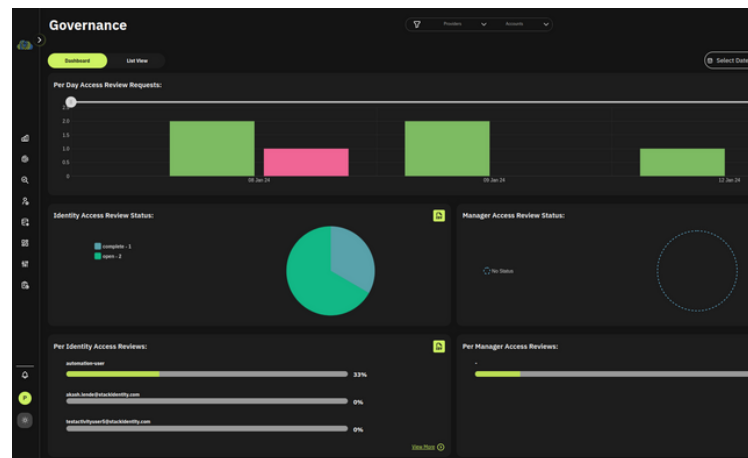 Governance
Providers
Accounts
Dashboard
List View
Select Date
Per Day Access Review Requests:
2.0
1.5
1.0
0.5
0
08 Jan 24
09 Jan 24
12 Jan 24
Identity Access Review Status:
complete - 1
open - 2
Manager Access Review Status:
No Status
Per Identity Access Reviews:
automation-user
33%
akash.lende@stackidentity.com
0%
testactivityuser5@stackidentity.com
0%
View More
Per Manager Access Reviews:
-
P